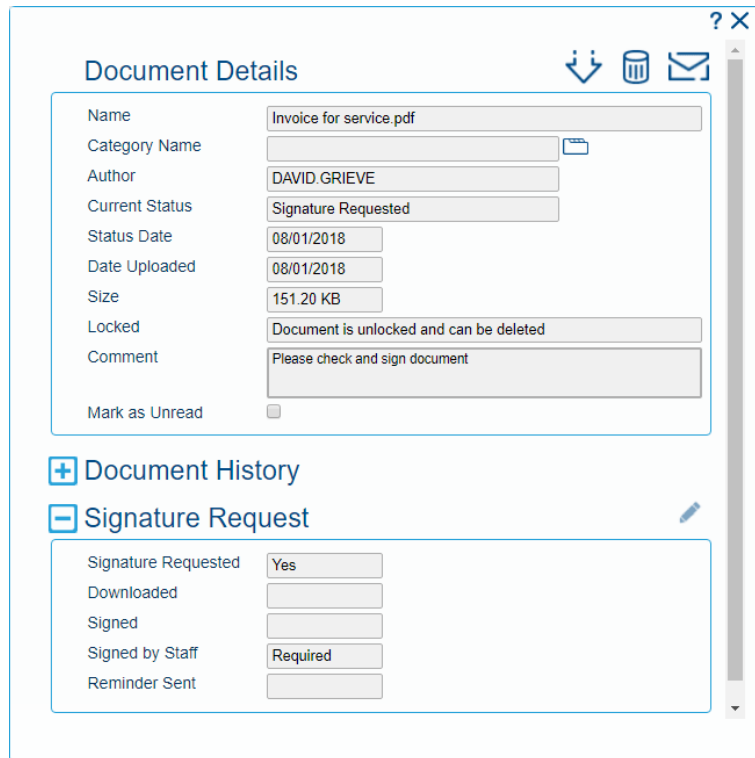 ?
Document Details
Name Invoice for service.pdf
Category Name
Author DAVID.GRIEVE
Current Status Signature Requested
Status Date 08/01/2018
Date Uploaded 08/01/2018
Size 151.20 KB
Locked Document is unlocked and can be deleted
Comment Please check and sign document
Mark as Unread
Document History
Signature Request
Signature Requested Yes
Downloaded
Signed
Signed by Staff Required
Reminder Sent